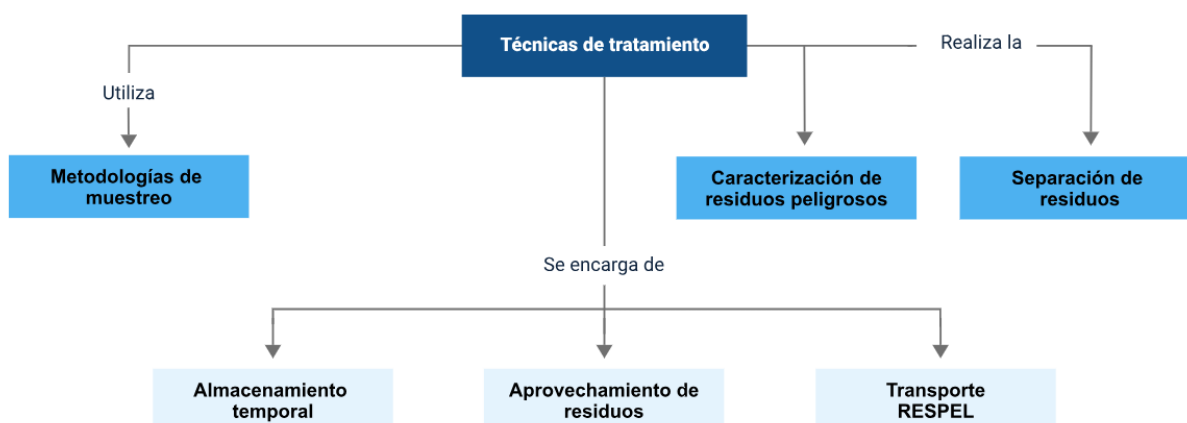 Técnicas de tratamiento
Realiza la
Utiliza
Metodologías de
muestreo
Caracterización de
residuos peligrosos
Separación de
residuos
Se encarga de
Almacenamiento
temporal
Aprovechamiento de
residuos
Transporte
RESPEL